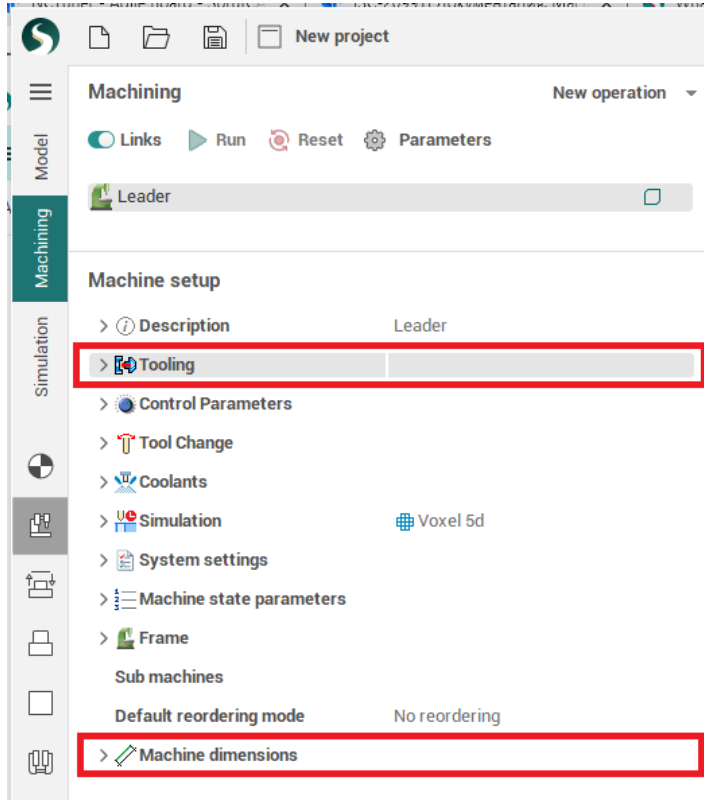 New project
Machining
New operation
Links Run Reset Parameters
Leader
Model
Machining
Simulation
Machine setup
Description Leader
Tooling
Control Parameters
Tool Change
Coolants
Simulation Voxel 5d
System settings
Machine state parameters
Frame
Sub machines
Default reordering mode No reordering
Machine dimensions